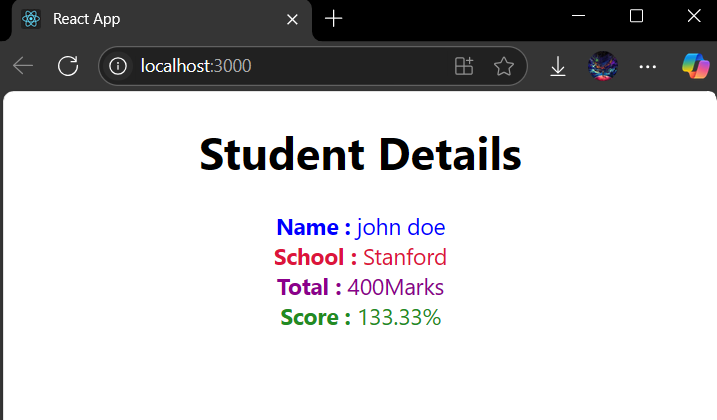 React App
localhost:3000
Student Details
Name : john doe
School : Stanford
Total : 400Marks
Score : 133.33%